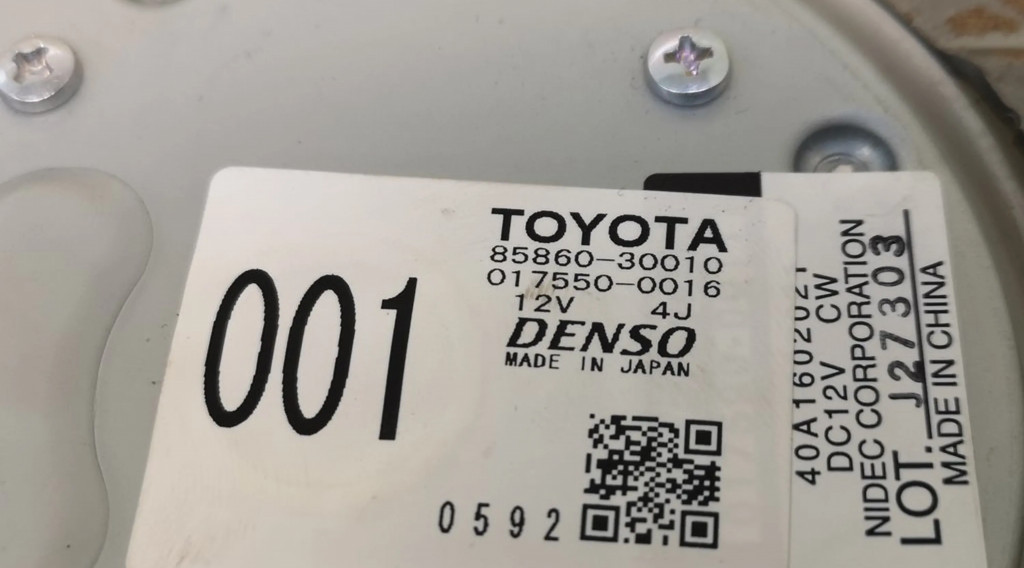 001
TOYOTA
85860-30010
017550-0016
12V 4J
DENSO
MADE IN JAPAN
0592
40A1602021
DC12V CW
NIDEC CORPORATION
LOT. J27303
MADE IN CHINA